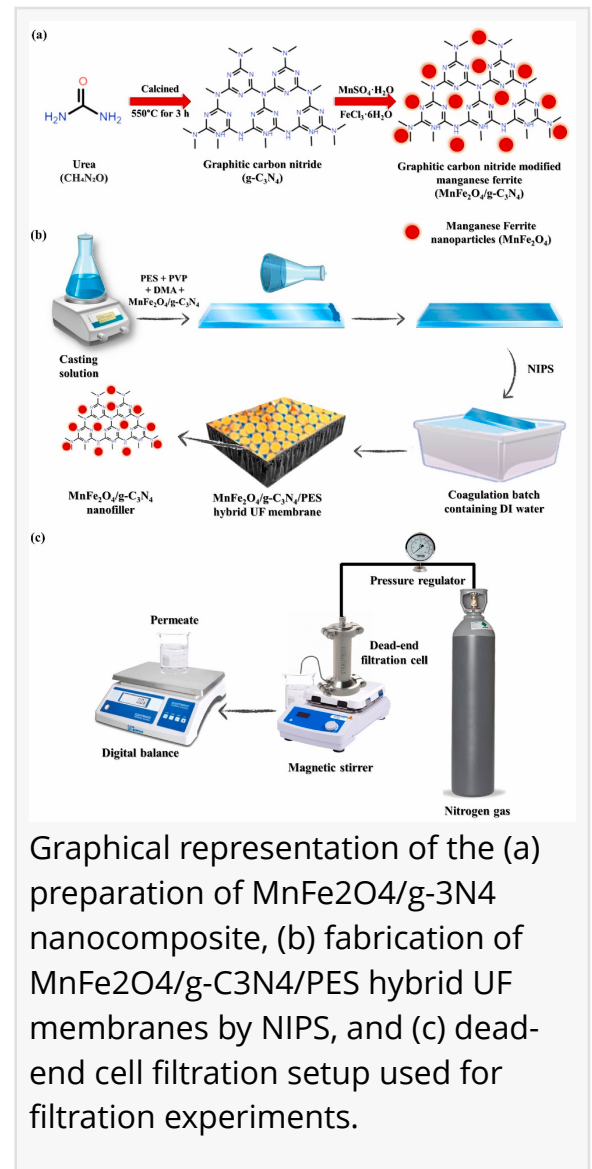 (a)
O
H₂N
NH₂
Urea
(CH₄N₂O)
Calcined
550°C for 3 h
Graphitic carbon nitride
(g-C₃N₄)
MnSO₄·H₂O
FeCl₃·6H₂O
Graphitic carbon nitride modified
manganese ferrite
(MnFe₂O₄/g-C₃N₄)
Manganese Ferrite
nanoparticles (MnFe₂O₄)
(b)
PES + PVP
+ DMA +
MnFe₂O₄/g-C₃N₄
Casting
solution
NIPS
MnFe₂O₄/g-C₃N₄
nanofiller
MnFe₂O₄/g-C₃N₄/PES
hybrid UF membrane
Coagulation batch
containing DI water
(c)
Pressure regulator
Permeate
Dead-end
filtration cell
Digital balance
Magnetic stirrer
Nitrogen gas
Graphical representation of the (a)
preparation of MnFe2O4/g-3N4
nanocomposite, (b) fabrication of
MnFe2O4/g-C3N4/PES hybrid UF
membranes by NIPS, and (c) dead-
end cell filtration setup used for
filtration experiments.